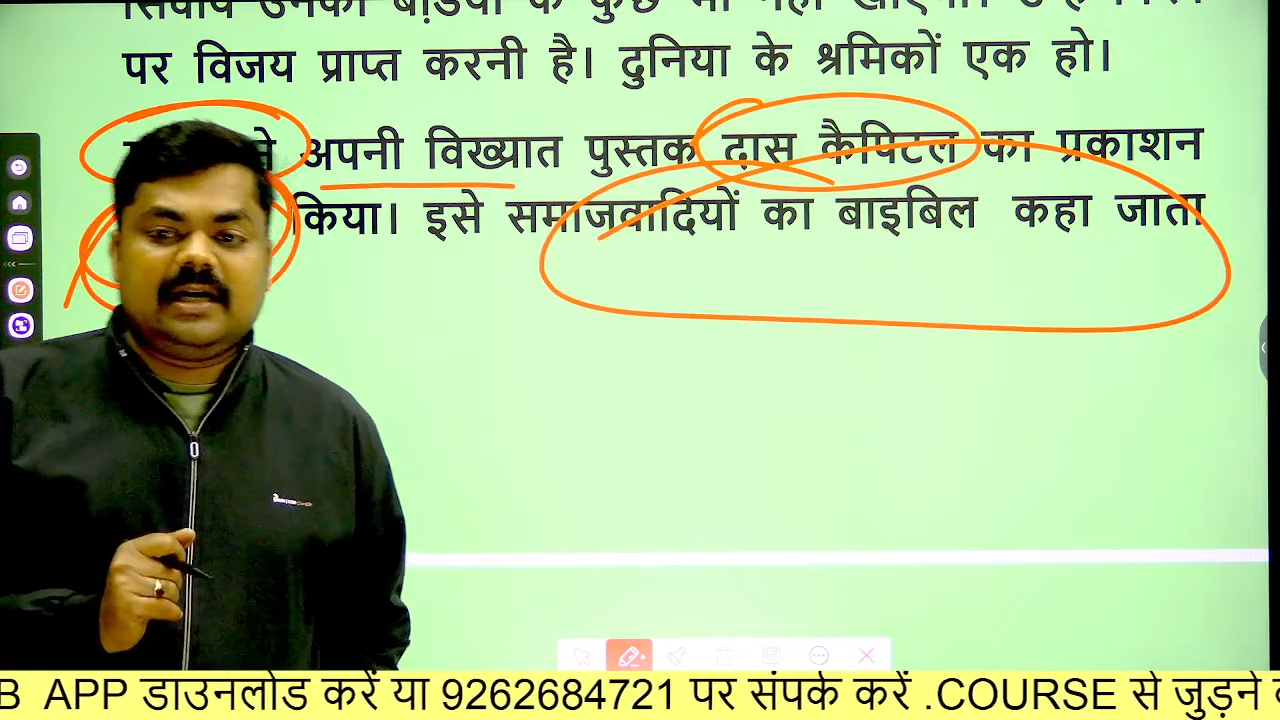 पर विजय प्राप्त करनी है। दुनिया के श्रमिकों एक हो।
ने अपनी विख्यात पुस्तक दास कैपिटल का प्रकाशन
किया। इसे समाजवादियों का बाइबिल कहा जाता
B APP डाउनलोड करें या 9262684721 पर संपर्क करें .COURSE से जुड़ने